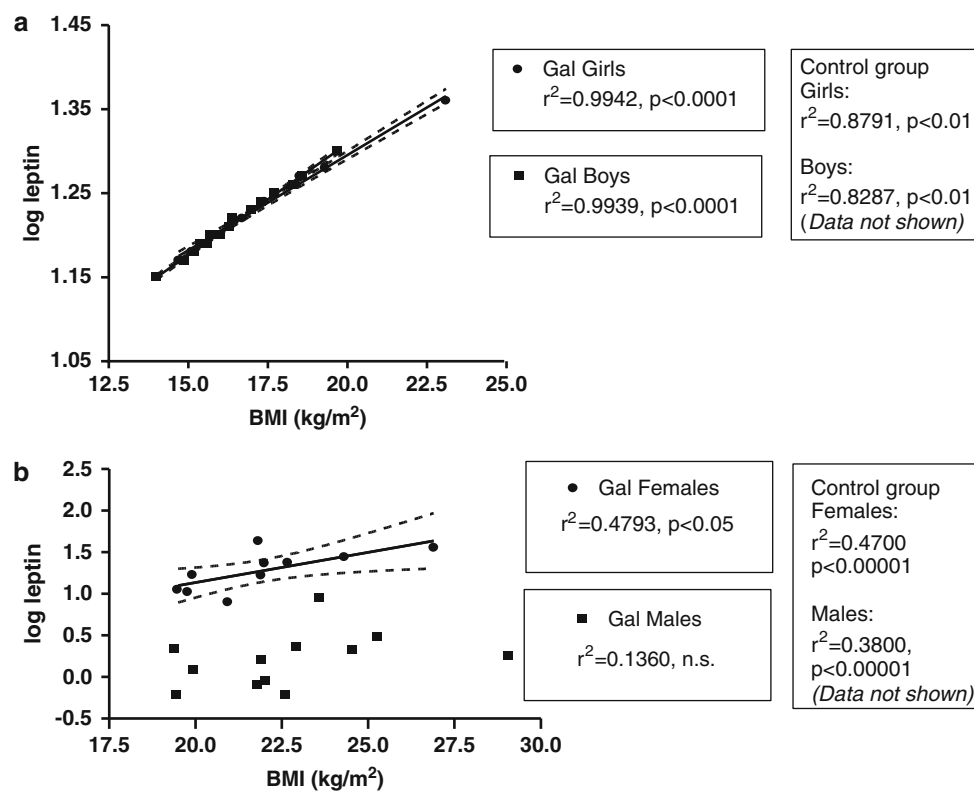 a
1.45
1.35
1.25
1.15
1.05
log leptin
12.5 15.0 17.5 20.0 22.5 25.0
BMI (kg/m²)
Gal Girls
r²=0.9942, p<0.0001
Gal Boys
r²=0.9939, p<0.0001
Control group
Girls:
r²=0.8791, p<0.01
Boys:
r²=0.8287, p<0.01
(Data not shown)
b
2.5
2.0
1.5
1.0
0.5
0.0
-0.5
log leptin
17.5 20.0 22.5 25.0 27.5 30.0
BMI (kg/m²)
Gal Females
r²=0.4793, p<0.05
Gal Males
r²=0.1360, n.s.
Control group
Females:
r²=0.4700
p<0.00001
Males:
r²=0.3800,
p<0.00001
(Data not shown)